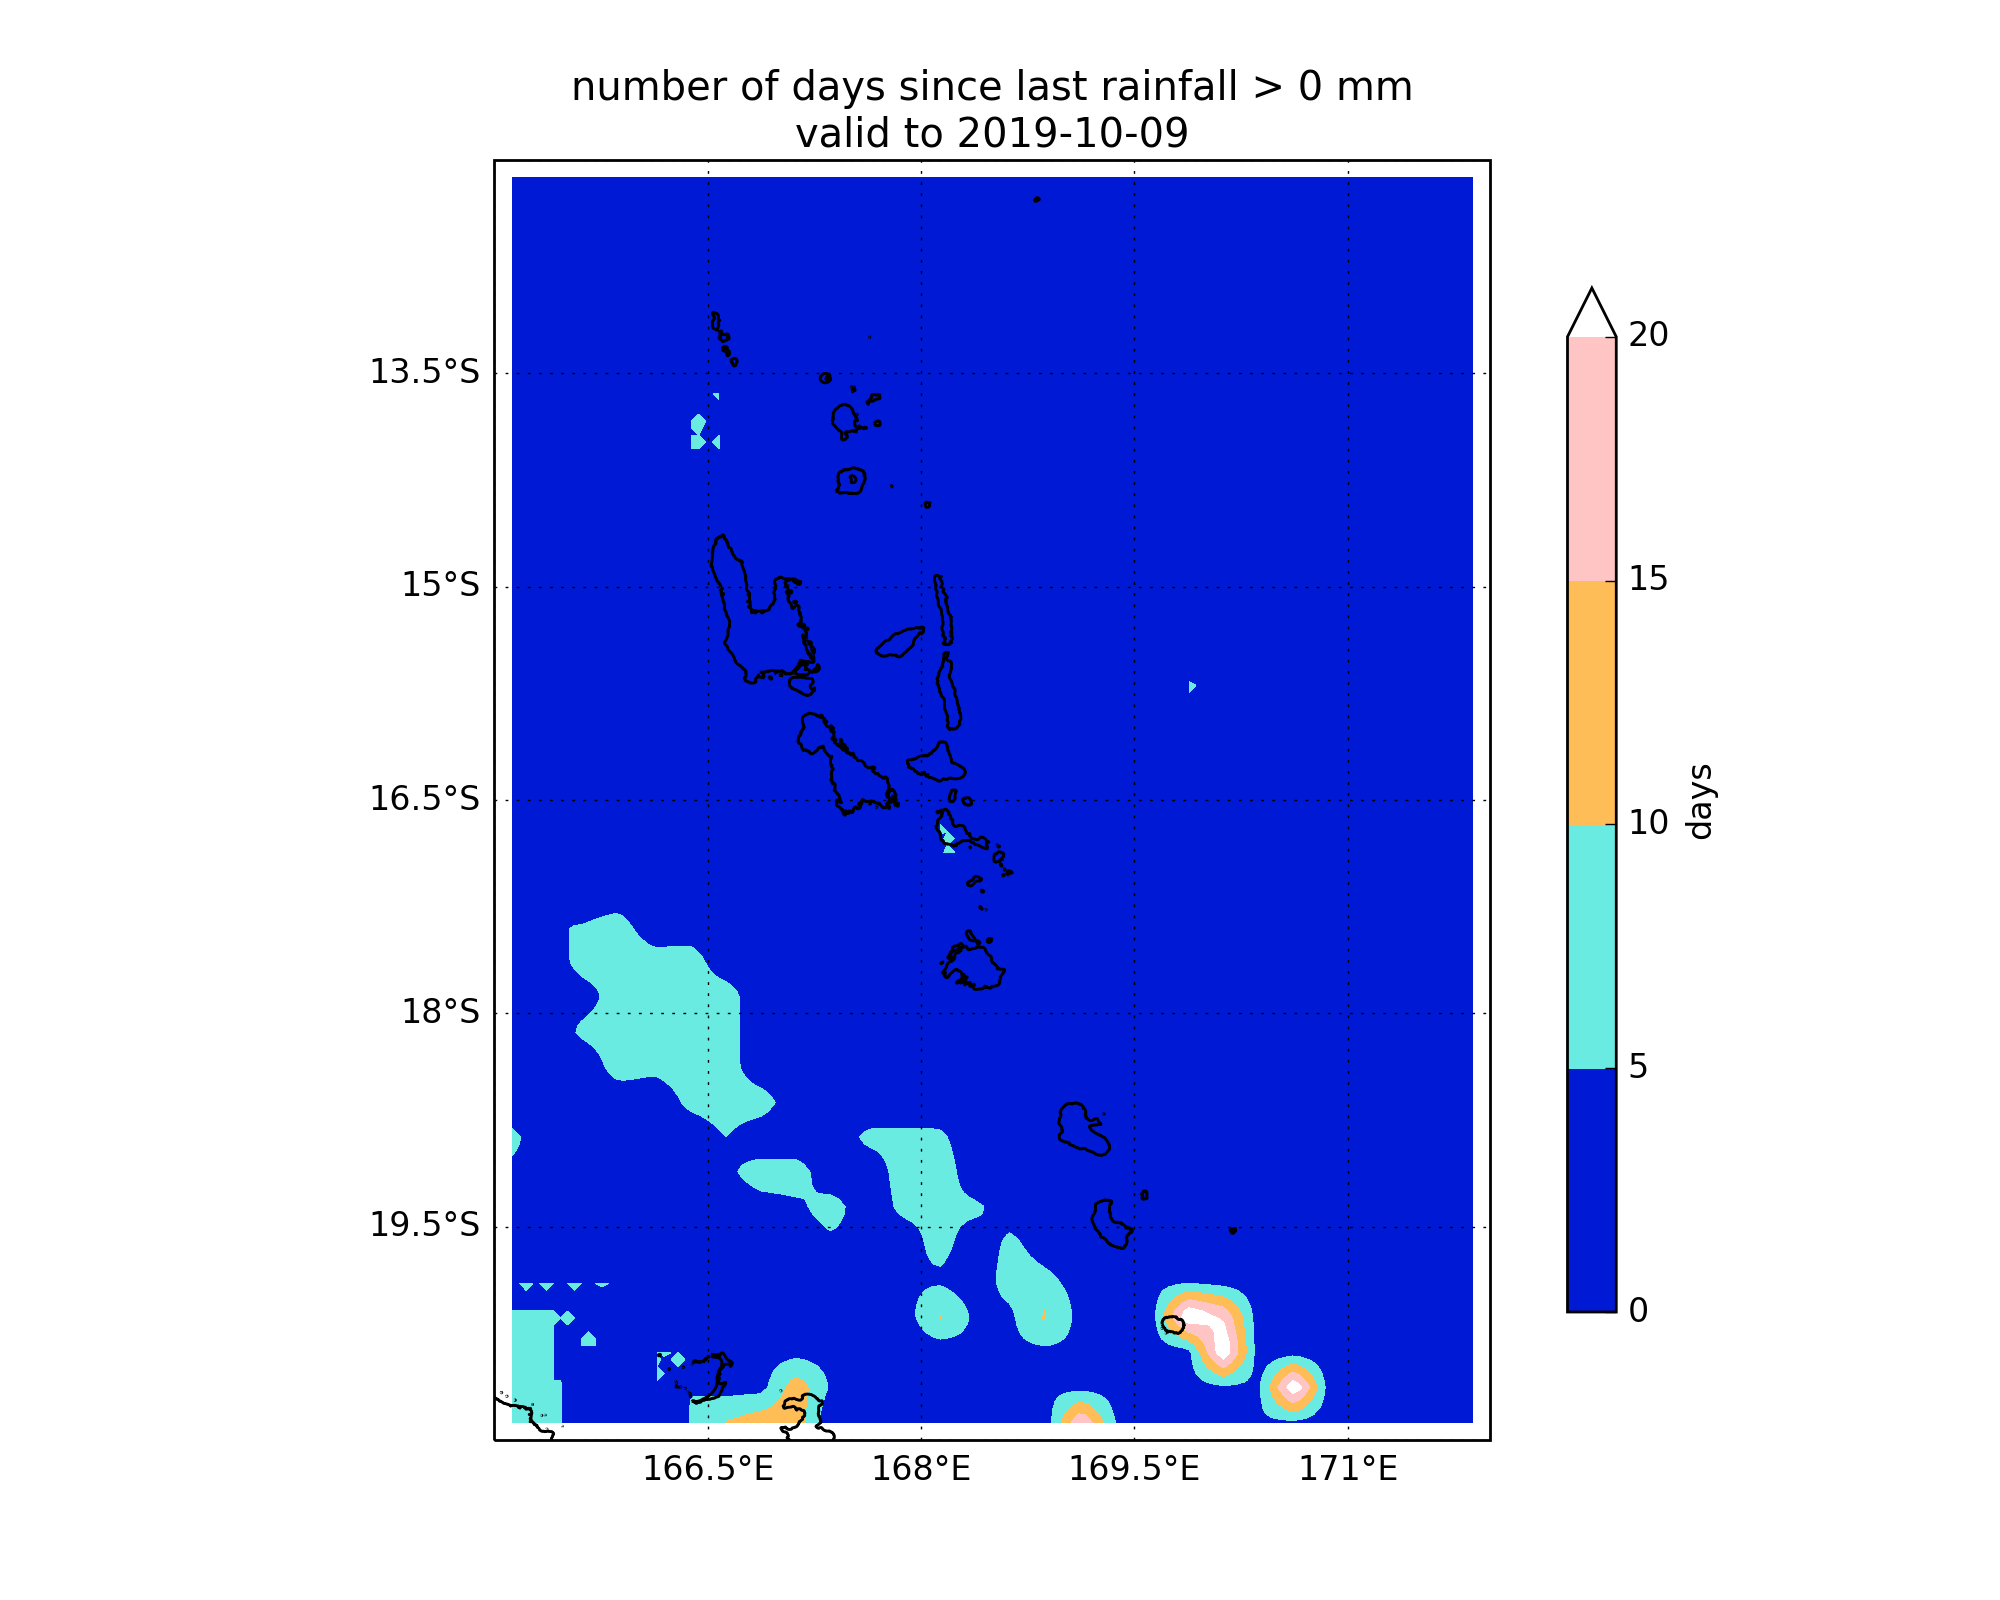 number of days since last rainfall > 0 mm
valid to 2019-10-09
13.5°S
15°S
16.5°S
18°S
19.5°S
166.5°E
168°E
169.5°E
171°E
20
15
10
5
0
days